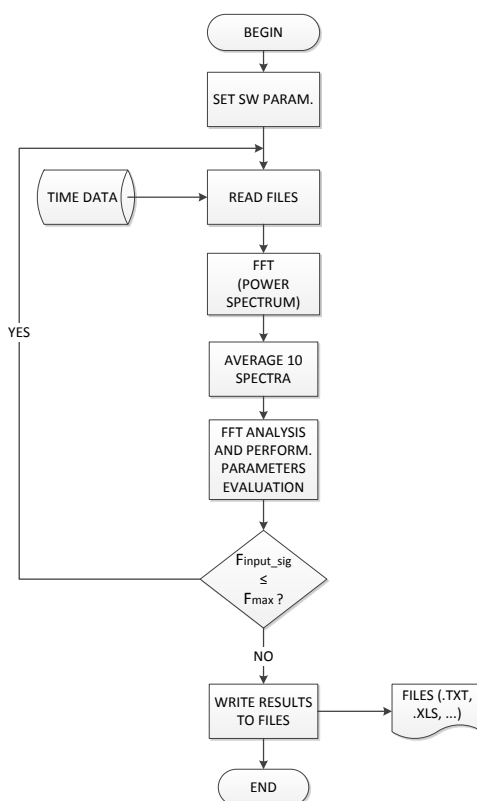 BEGIN
SET SW PARAM.
TIME DATA
READ FILES
FFT
(POWER
SPECTRUM)
YES
AVERAGE 10
SPECTRA
FFT ANALYSIS
AND PERFORM.
PARAMETERS
EVALUATION
Finput_sig
≤
Fmax ?
NO
WRITE RESULTS
TO FILES
FILES (.TXT,
.XLS, ...)
END